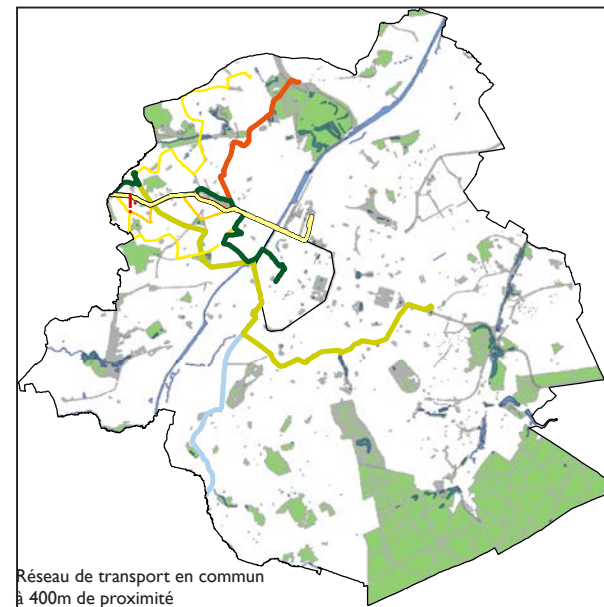 Réseau de transport en commun
à 400m de proximité